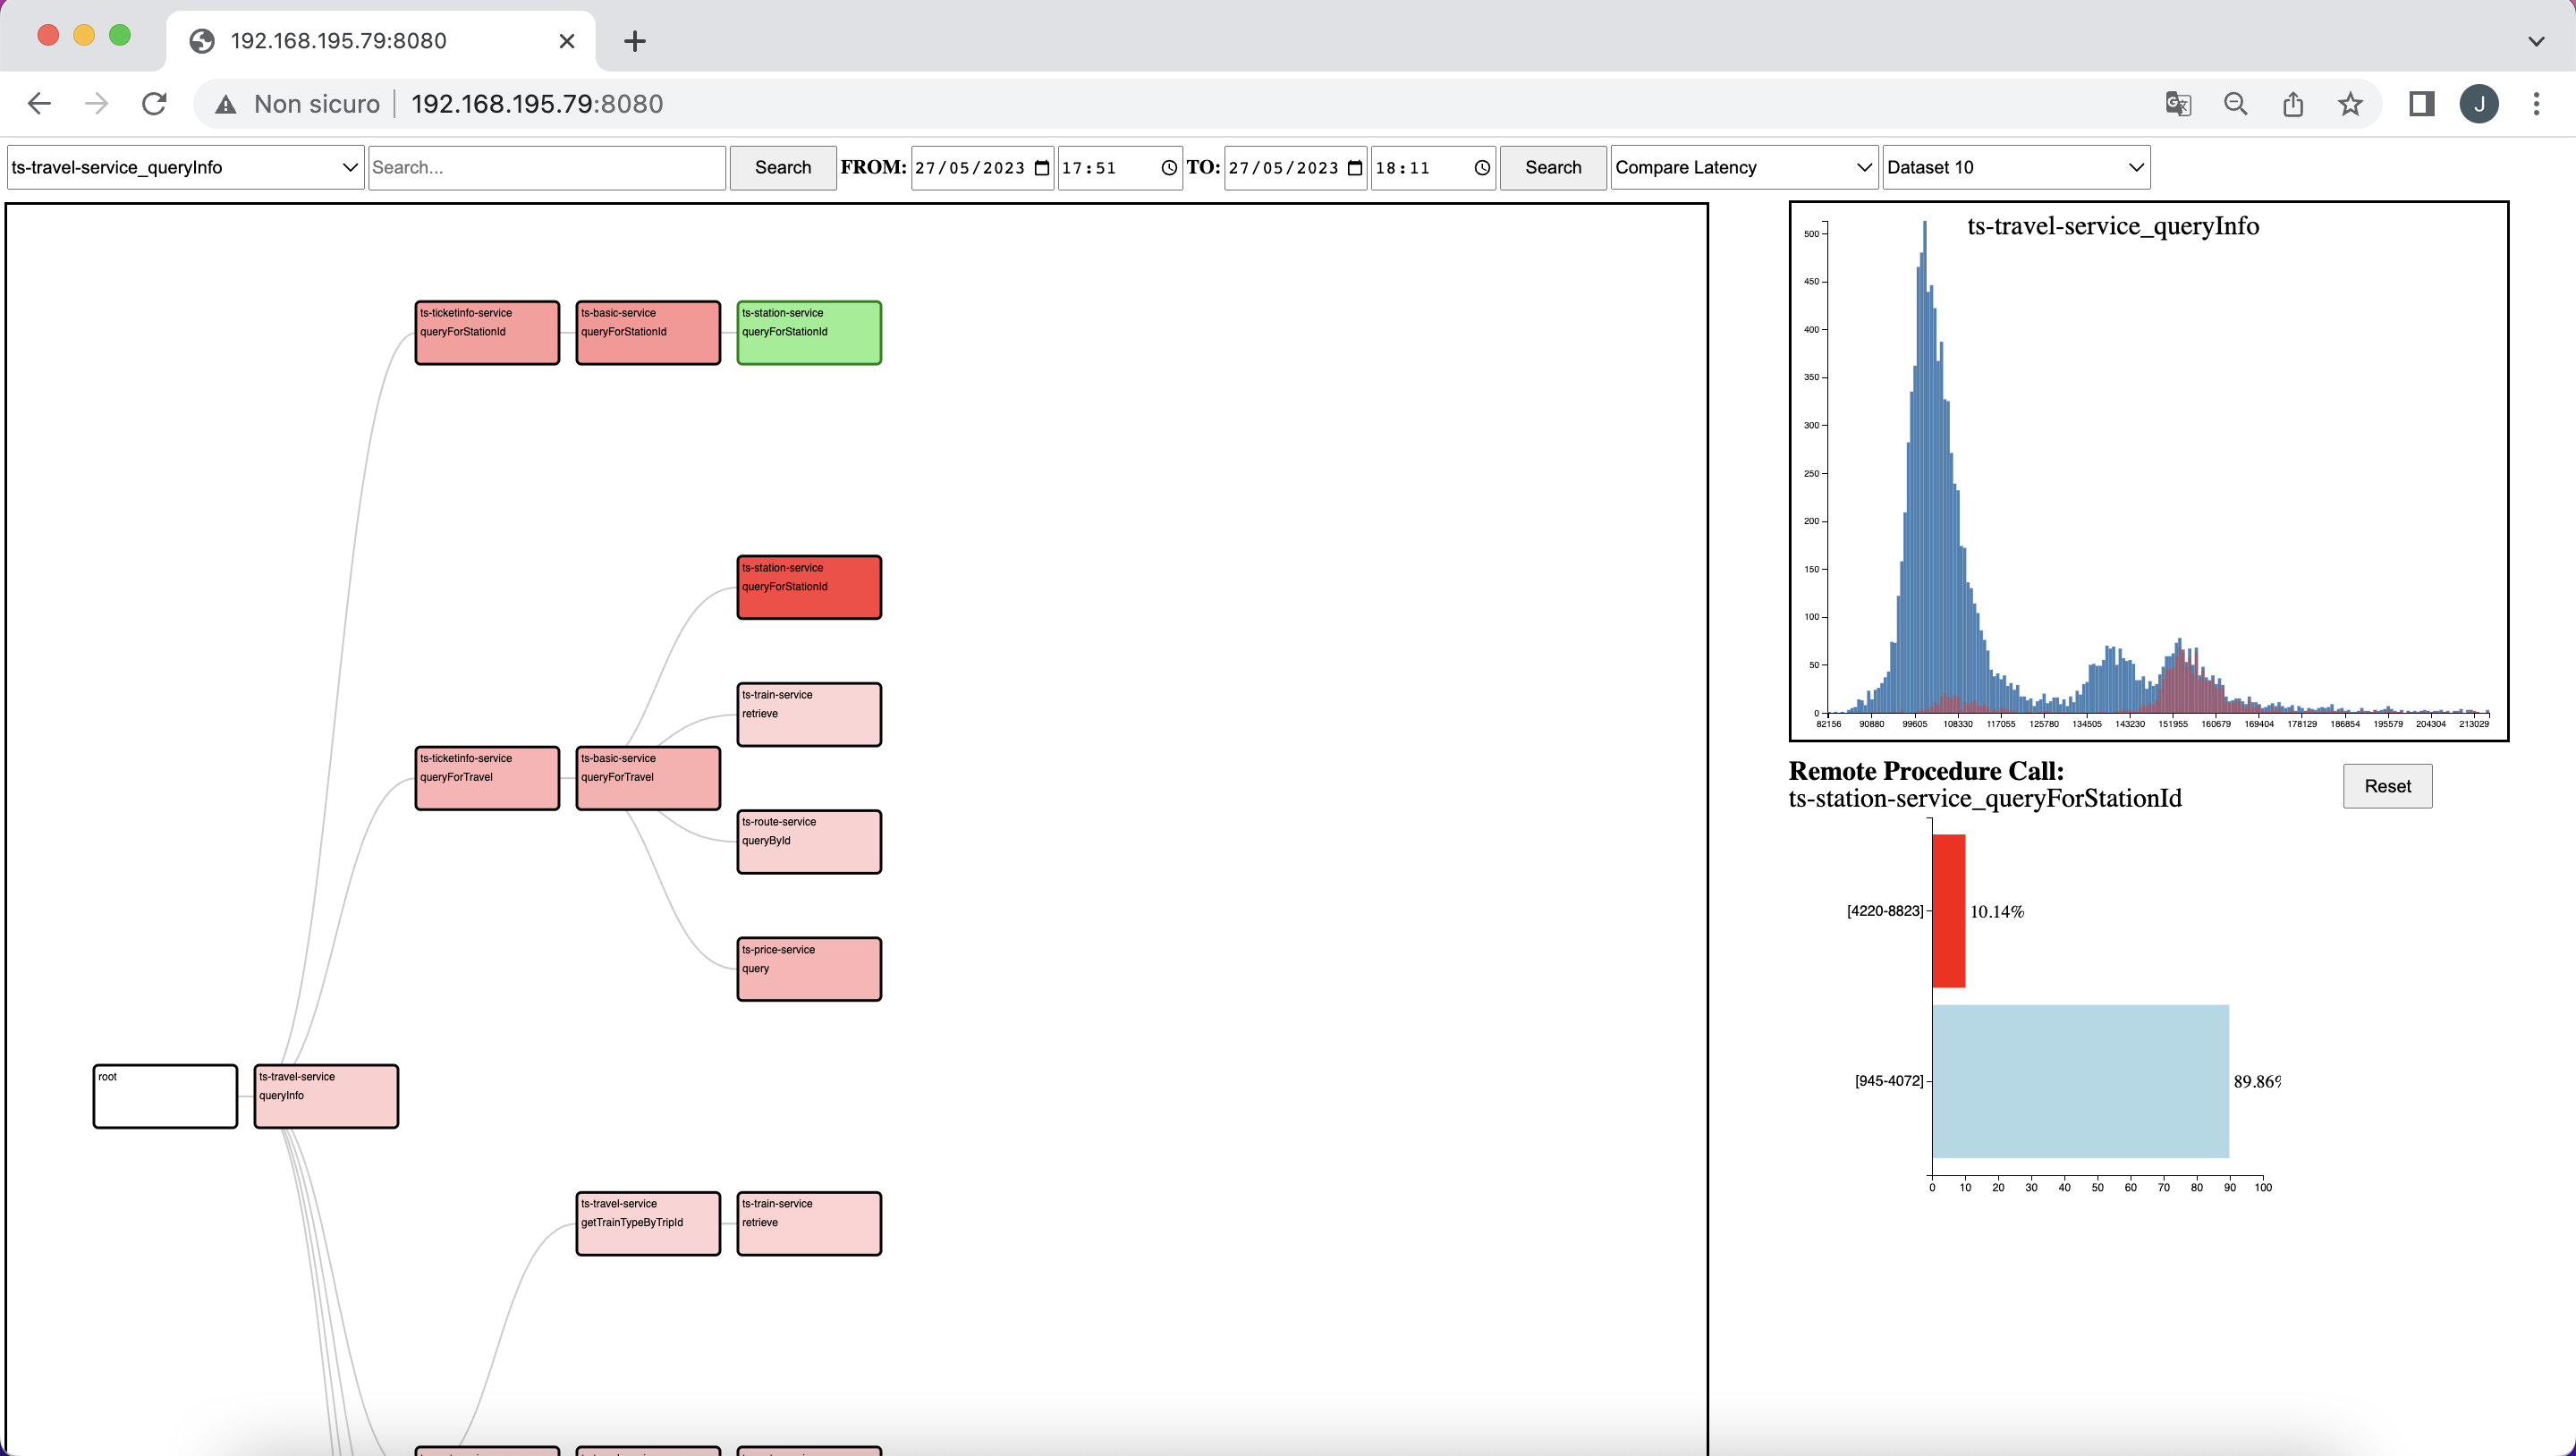 192.168.195.79:8080
Non sicuro 192.168.195.79:8080
J
ts-travel-service_queryInfo Search... Search FROM: 27/05/2023 17:51 TO: 27/05/2023 18:11 Search Compare Latency Dataset 10
ts-ticketinfo-service
queryForStationId
ts-basic-service
queryForStationId
ts-station-service
queryForStationId
ts-station-service
queryForStationId
ts-train-service
retrieve
ts-ticketinfo-service
queryForTravel
ts-basic-service
queryForTravel
ts-route-service
queryById
ts-price-service
query
root
ts-travel-service
queryInfo
ts-travel-service
getTrainTypeByTripId
ts-train-service
retrieve
ts-travel-service_queryInfo
500
450
400
350
300
250
200
150
100
50
0
82156 90880 99605 108330 117055 125780 134505 143230 151955 160679 169404 178129 186854 195579 204304 213029
Remote Procedure Call:
ts-station-service_queryForStationId
Reset
[4220-8823] 10.14%
[945-4072] 89.86%
0 10 20 30 40 50 60 70 80 90 100